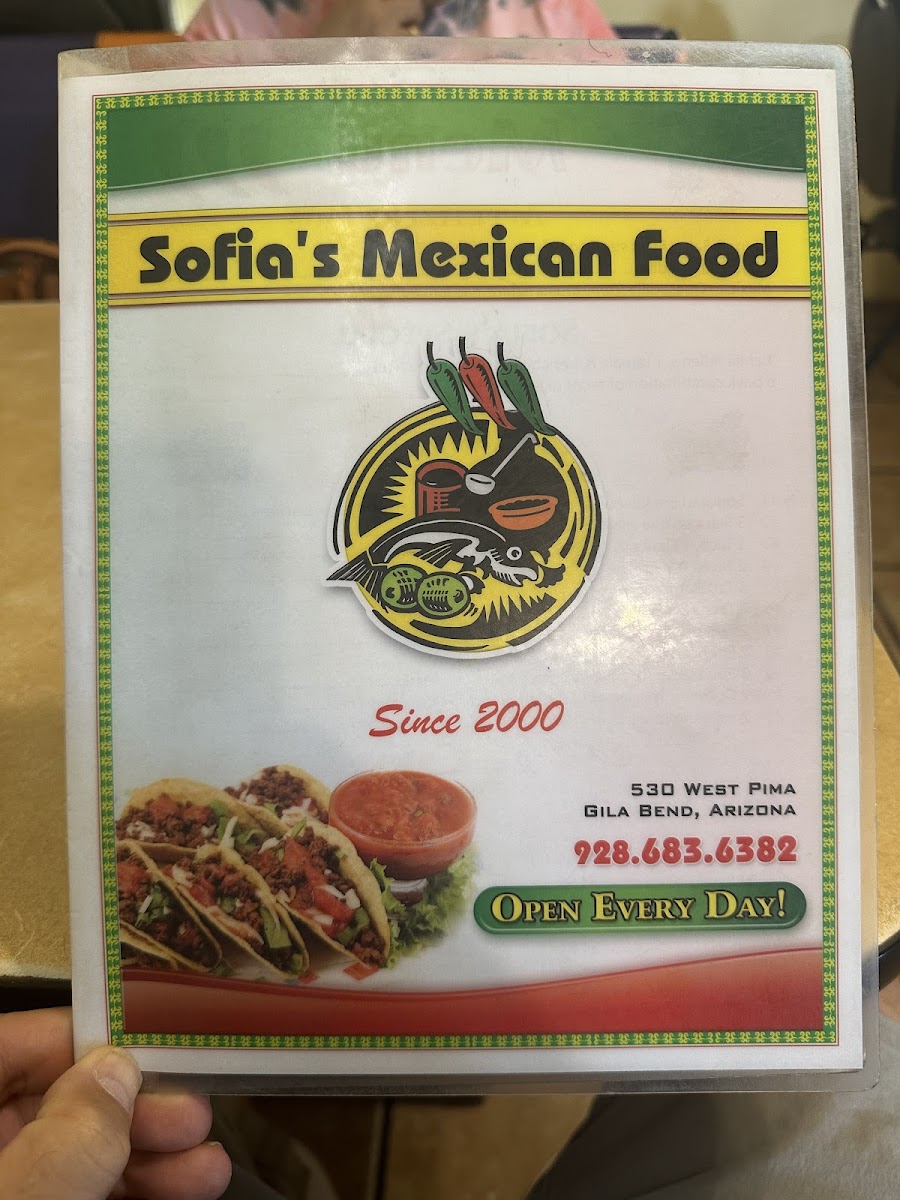 Sofia's Mexican Food
Since 2000
530 West Pima
Gila Bend, Arizona
928.683.6382
Open Every Day!